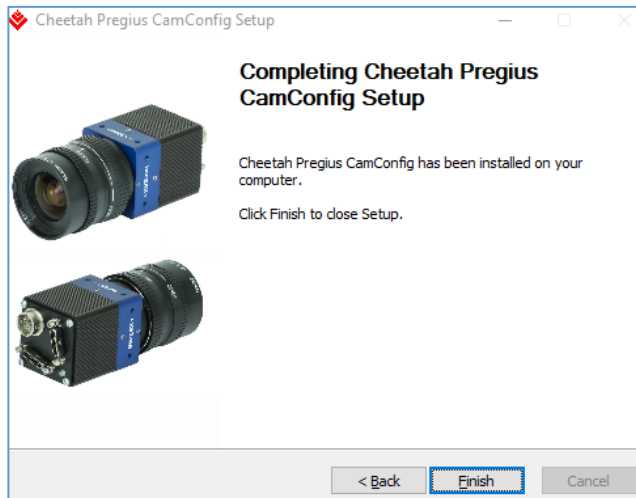 Cheetah Pregius CamConfig Setup
Completing Cheetah Pregius
CamConfig Setup
Cheetah Pregius CamConfig has been installed on your
computer.
Click Finish to close Setup.
< Back
Finish
Cancel